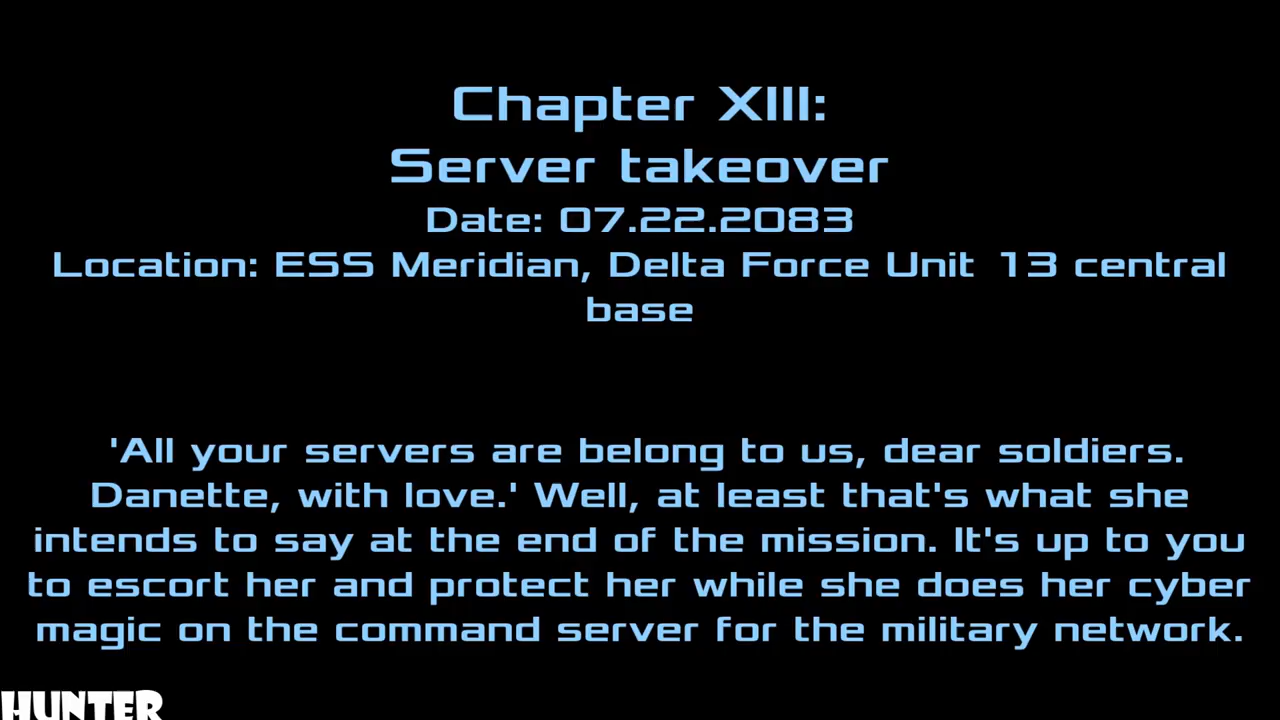 Chapter XIII:
Server takeover
Date: 07.22.2083
Location: ESS Meridian, Delta Force Unit 13 central
base
'All your servers are belong to us, dear soldiers.
Danette, with love.' Well, at least that's what she
intends to say at the end of the mission. It's up to you
to escort her and protect her while she does her cyber
magic on the command server for the military network.
HUNTER